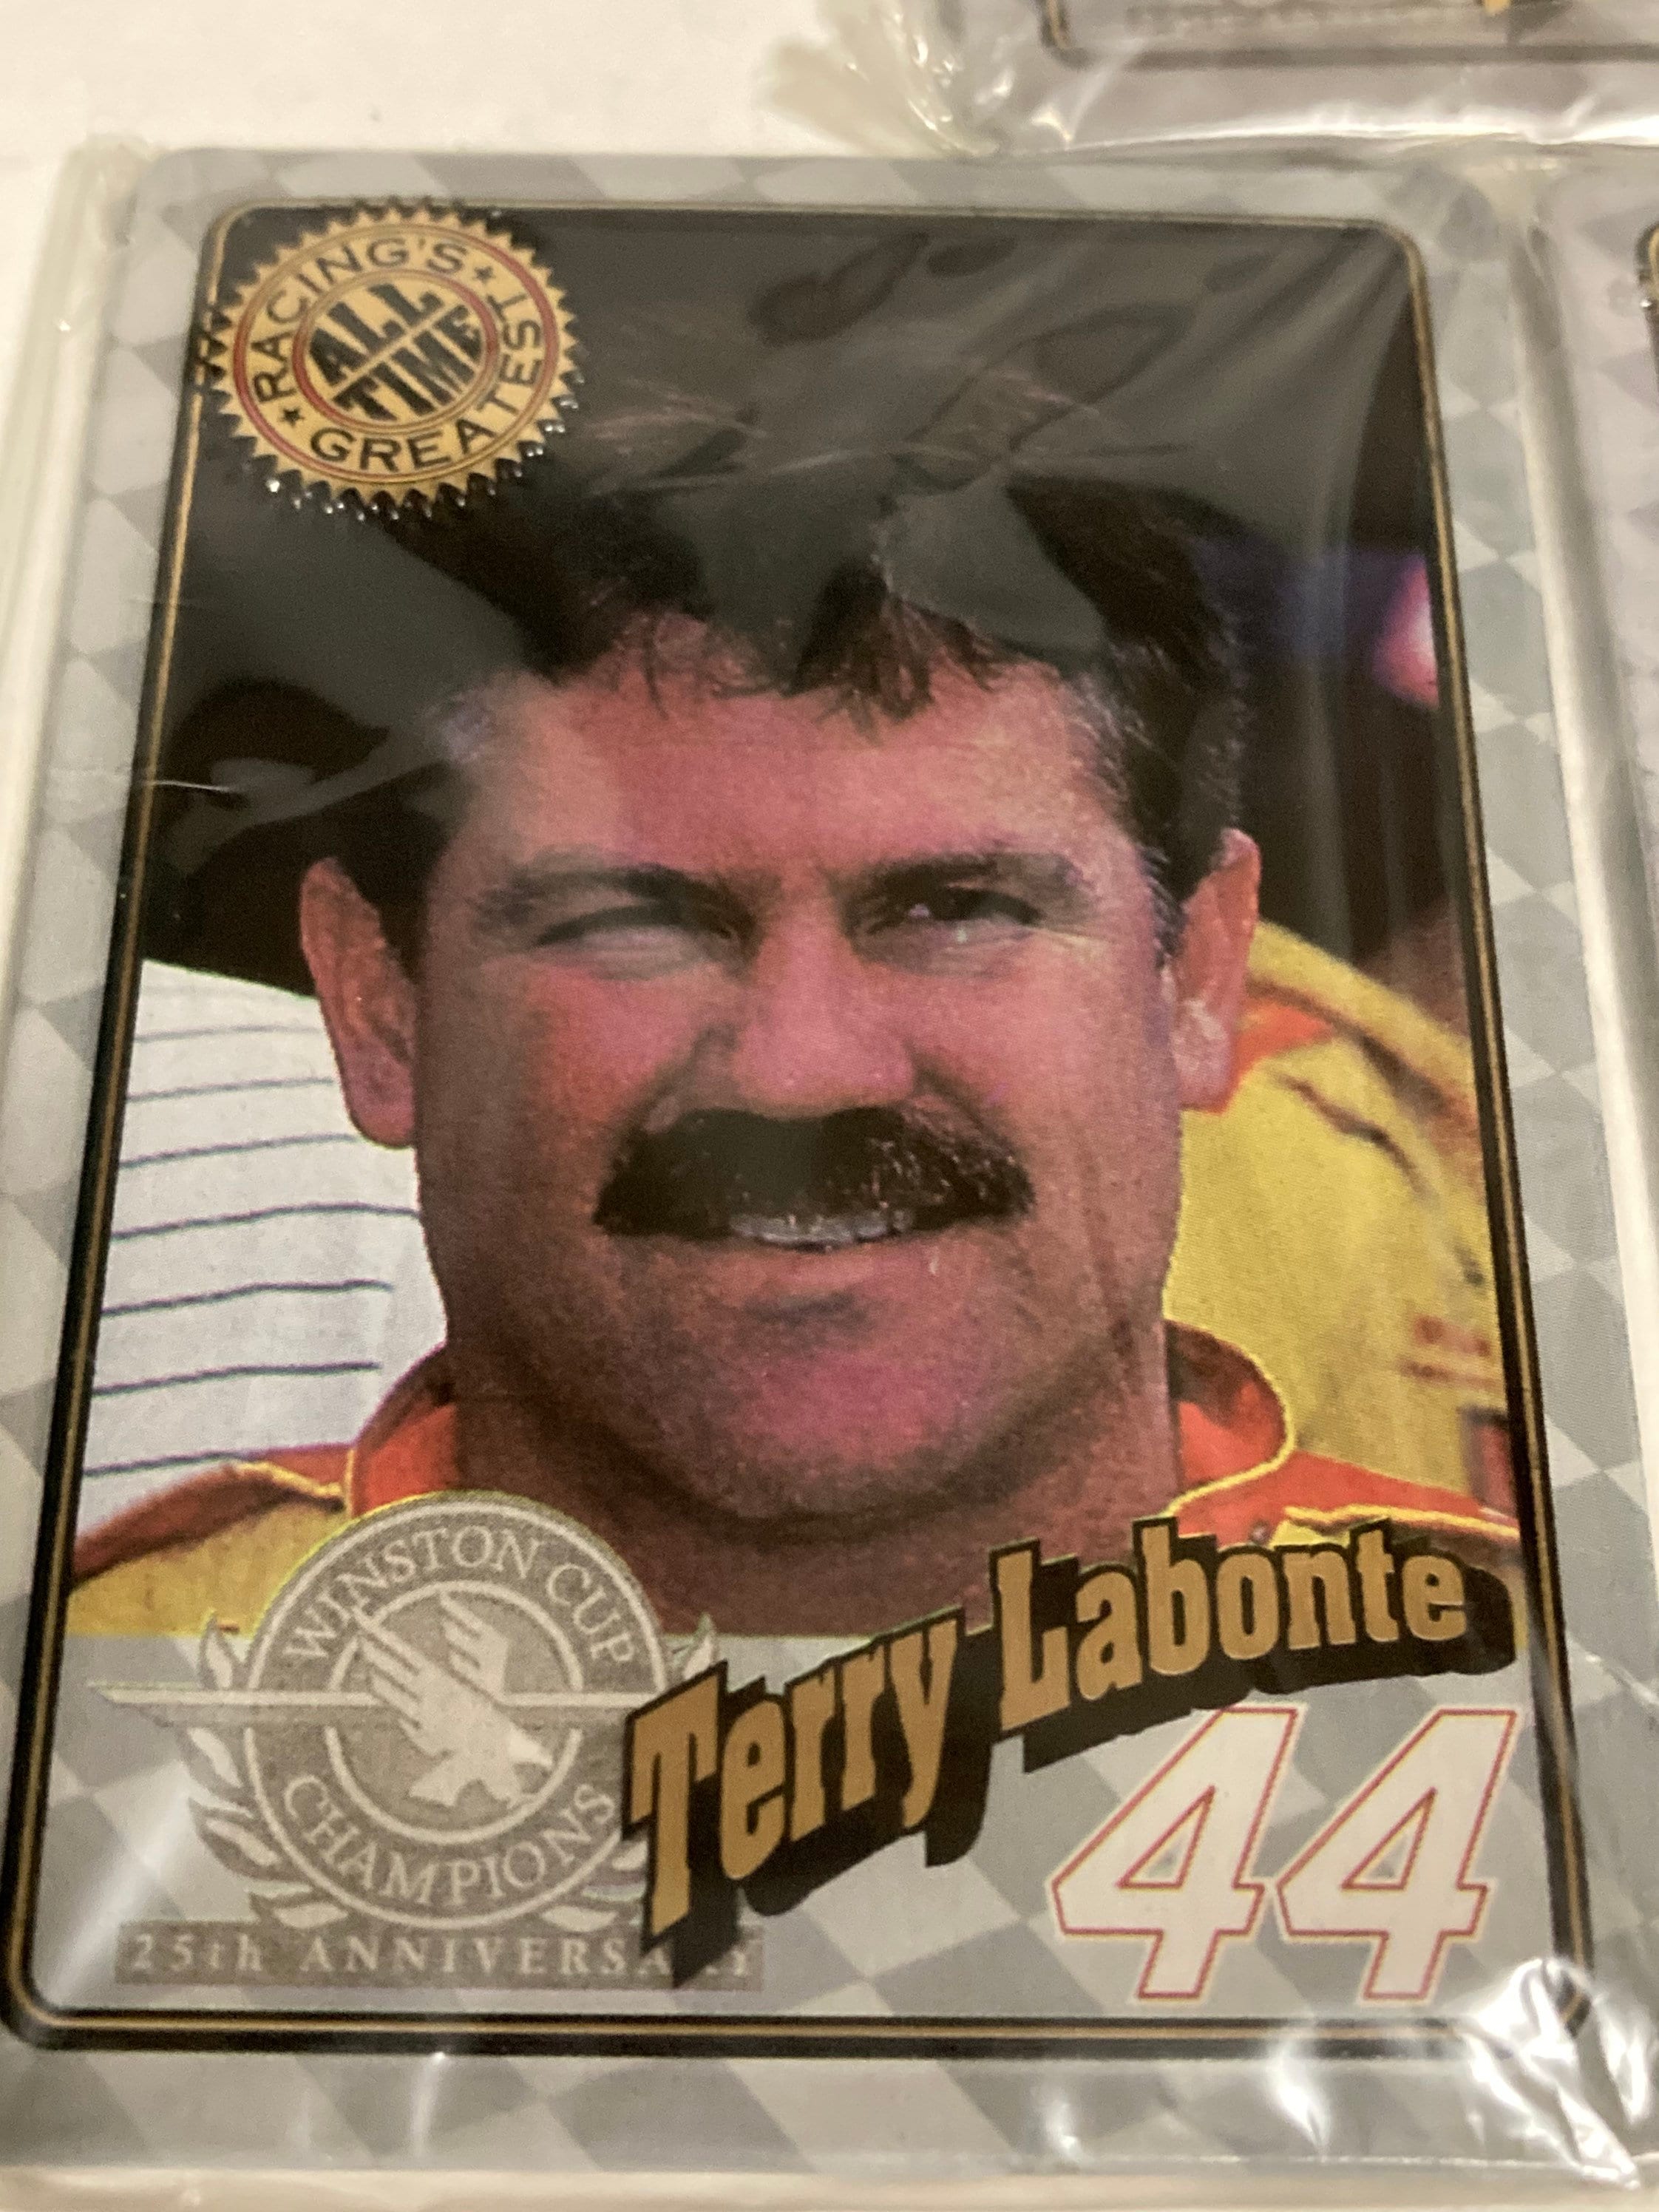 RACING'S
ALL
TIME
GREATEST
WINSTON CUP
CHAMPIONS
25th ANNIVERSARY
Terry Labonte
44